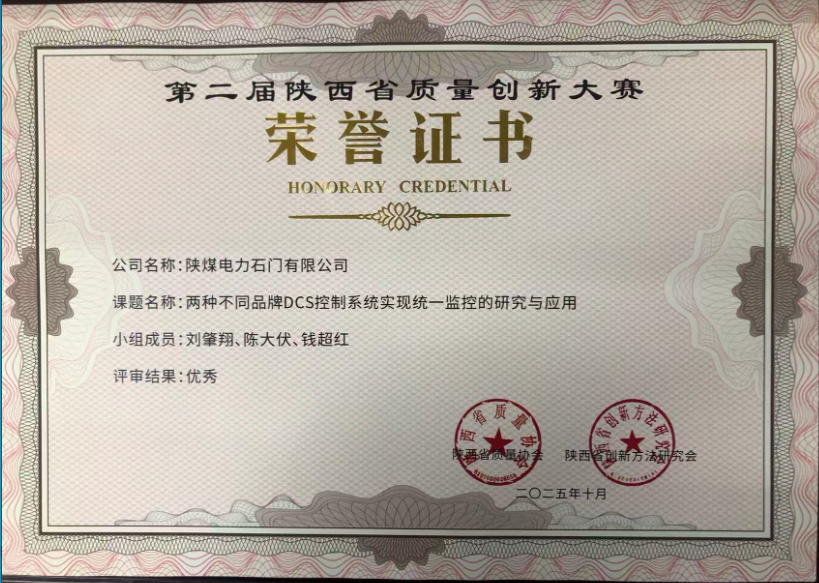 第二届陕西省质量创新大赛
荣誉证书
HONORARY CREDENTIAL
公司名称：陕煤电力石门有限公司
课题名称：两种不同品牌DCS控制系统实现统一监控的研究与应用
小组成员：刘肇翔、陈大伏、钱超红
评审结果：优秀
陕西省质量协会 陕西省创新方法研究会
二〇二五年十月